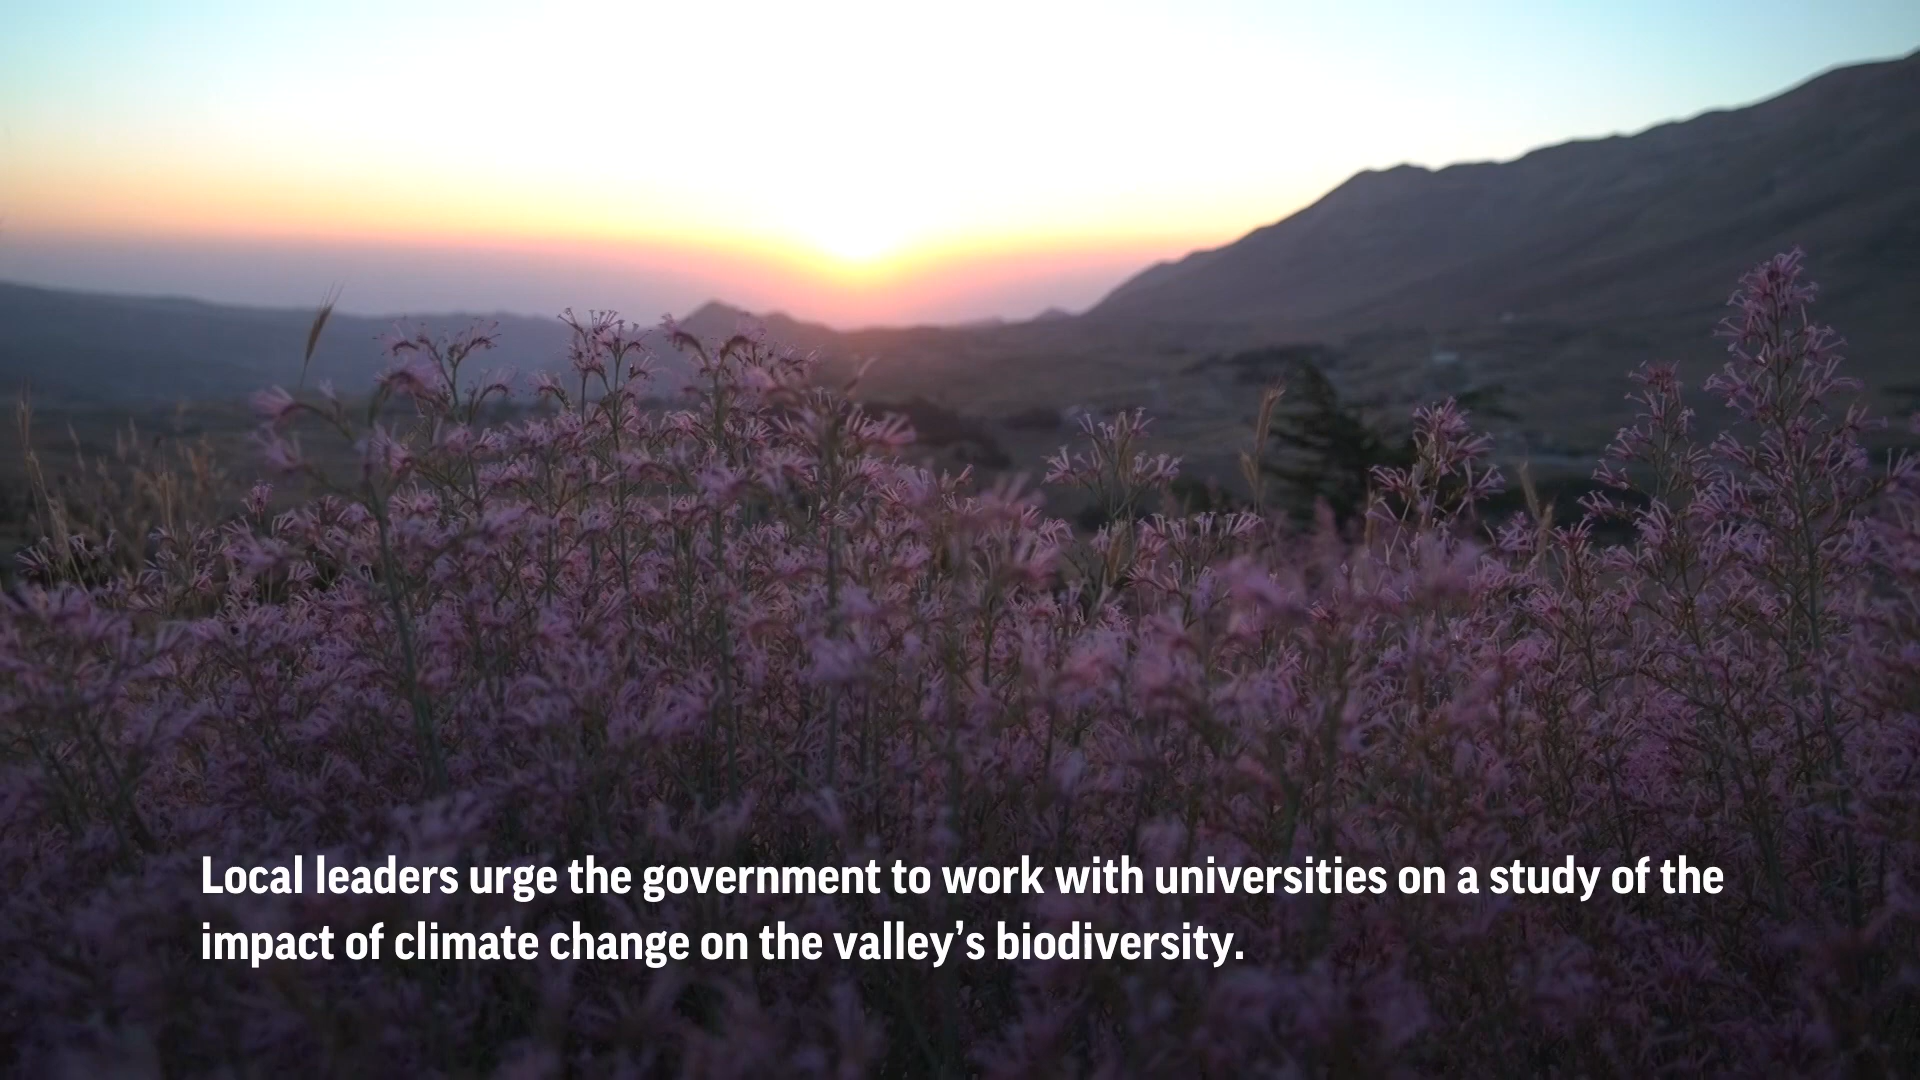 Local leaders urge the government to work with universities on a study of the
impact of climate change on the valley’s biodiversity.